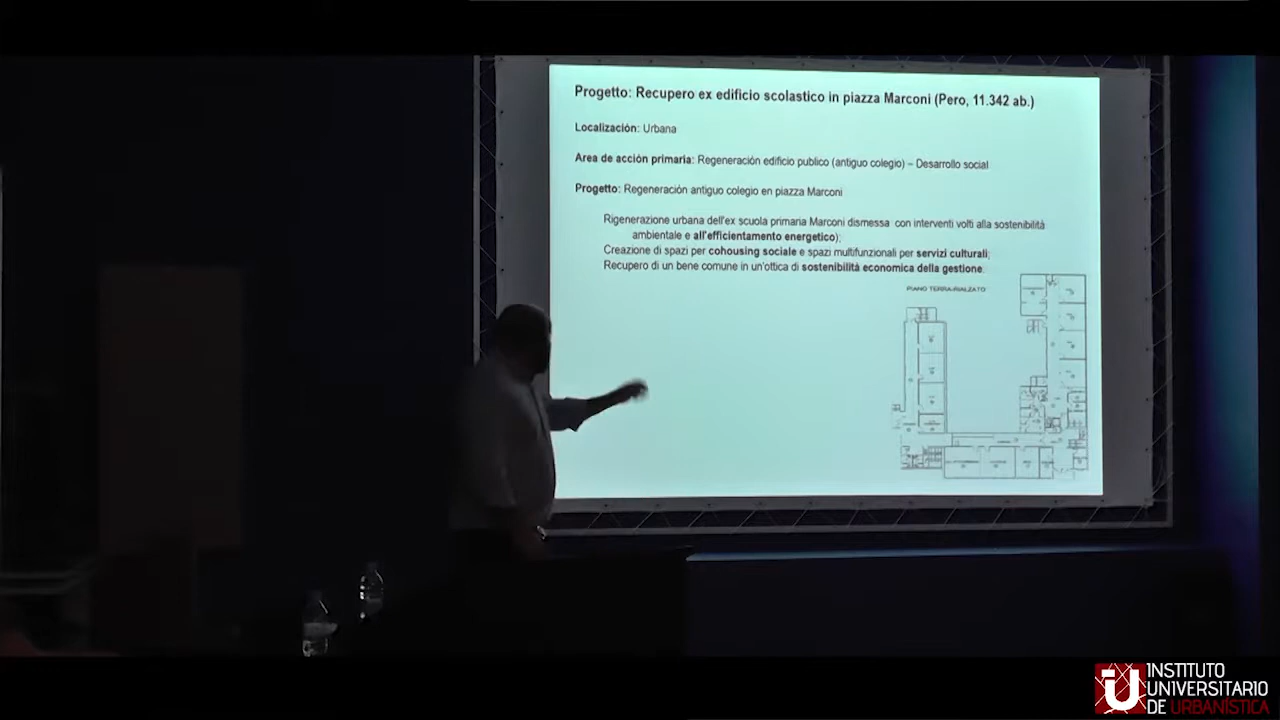 Progetto: Recupero ex edificio scolastico in piazza Marconi (Pero, 11.342 ab.)
Localización: Urbana
Area de acción primaria: Regeneración edificio publico (antiguo colegio) – Desarrollo social
Progetto: Regeneración antiguo colegio en piazza Marconi
Rigenerazione urbana dell'ex scuola primaria Marconi dismessa con interventi volti alla sostenibilità
ambientale e all'efficientamento energetico);
Creazione di spazi per cohousing sociale e spazi multifunzionali per servizi culturali;
Recupero di un bene comune in un'ottica di sostenibilità economica della gestione.
PIANO TERRA-RIALZATO
INSTITUTO
UNIVERSITARIO
DE URBANÍSTICA